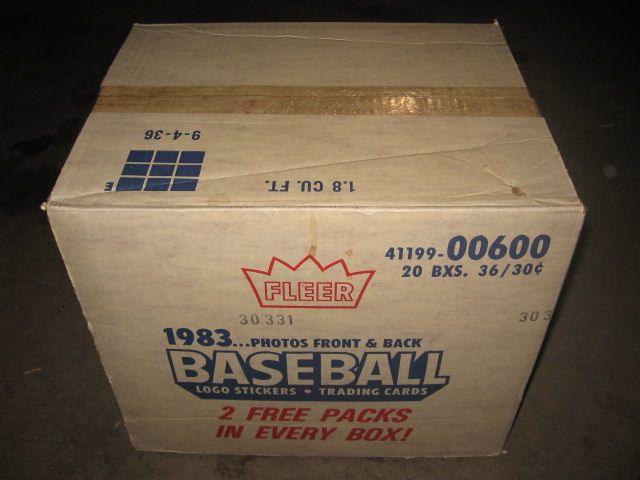 9-4-36
E
1.8 CU. FT.
41199-00600
20 BXS. 36/30¢
FLEER
30 331
30 3
1983...PHOTOS FRONT & BACK
BASEBALL
LOGO STICKERS • TRADING CARDS
2 FREE PACKS
IN EVERY BOX!